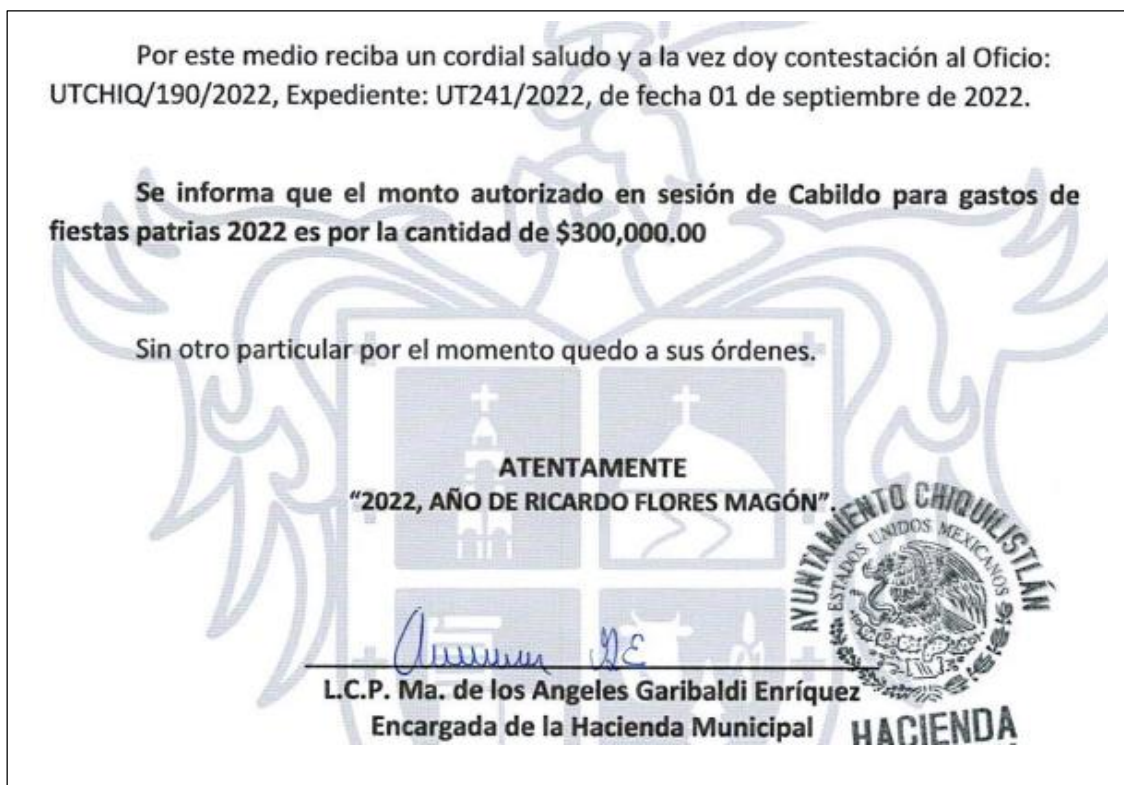 Por este medio reciba un cordial saludo y a la vez doy contestación al Oficio:
UTCHIQ/190/2022, Expediente: UT241/2022, de fecha 01 de septiembre de 2022.
Se informa que el monto autorizado en sesión de Cabildo para gastos de
fiestas patrias 2022 es por la cantidad de $300,000.00
Sin otro particular por el momento quedo a sus órdenes.
ATENTAMENTE
"2022, AÑO DE RICARDO FLORES MAGÓN".
AYUNTAMIENTO CHIQUILISTLÁN
ESTADOS UNIDOS MEXICANOS
L.C.P. Ma. de los Angeles Garibaldi Enríquez
Encargada de la Hacienda Municipal
HACIENDA